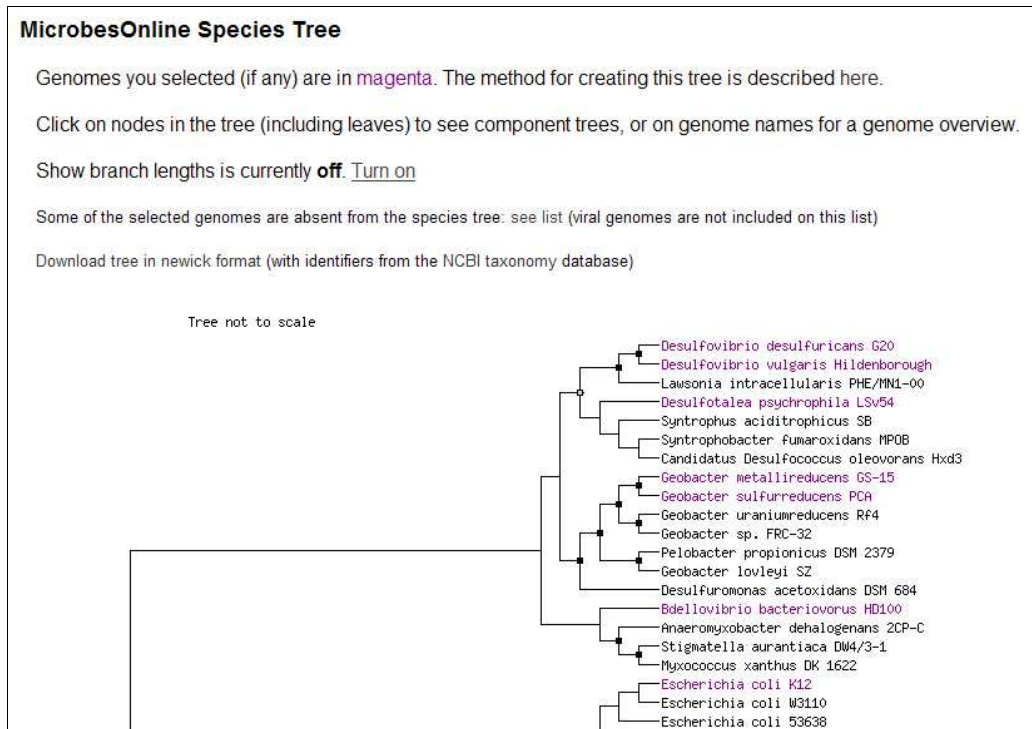 MicrobesOnline Species Tree
Genomes you selected (if any) are in magenta. The method for creating this tree is described here.
Click on nodes in the tree (including leaves) to see component trees, or on genome names for a genome overview.
Show branch lengths is currently off. Turn on
Some of the selected genomes are absent from the species tree: see list (viral genomes are not included on this list)
Download tree in newick format (with identifiers from the NCBI taxonomy database)
Tree not to scale
Desulfovibrio desulfuricans G20
Desulfovibrio vulgaris Hildenborough
Lawsonia intracellularis PHE/MN1-00
Desulfotalea psychrophila LSv54
Syntrophus aciditrophicus SB
Syntrophobacter fumaroxidans MPOB
Candidatus Desulfococcus oleovorans Hxd3
Geobacter metallireducens GS-15
Geobacter sulfurreducens PCA
Geobacter uraniumreducens Rf4
Geobacter sp. FRC-32
Pelobacter propionicus DSM 2379
Geobacter lovleyi SZ
Desulfuromonas acetoxidans DSM 684
Bdellovibrio bacteriovorus HD100
Anaeromyxobacter dehalogenans 2CP-C
Stigmatella aurantiaca DW4/3-1
Myxococcus xanthus DK 1622
Escherichia coli K12
Escherichia coli W3110
Escherichia coli 53638